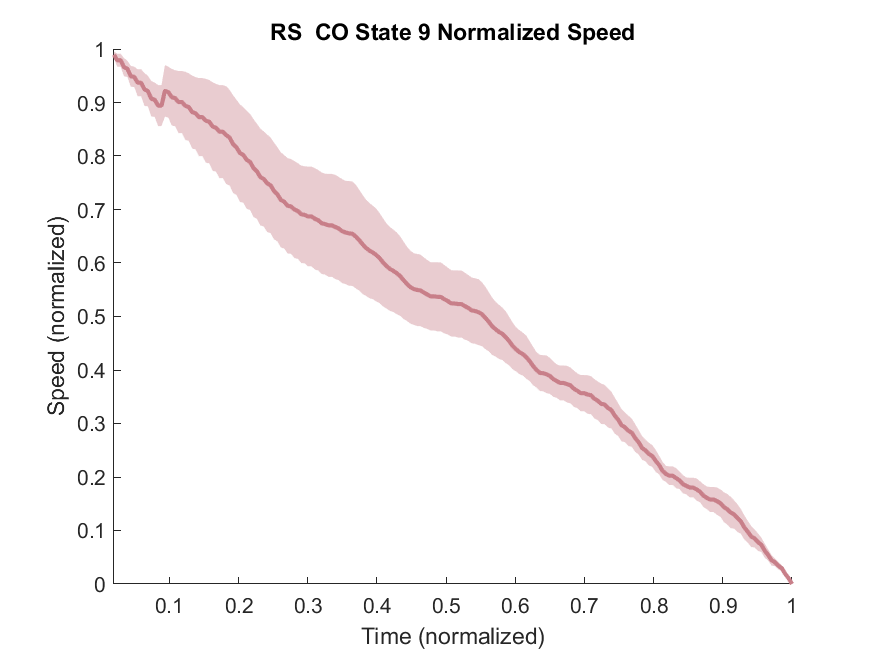 RS  CO State 9 Normalized Speed
1
0.9
0.8
0.7
0.6
0.5
0.4
0.3
0.2
0.1
0
Speed (normalized)
0.1 0.2 0.3 0.4 0.5 0.6 0.7 0.8 0.9 1
Time (normalized)